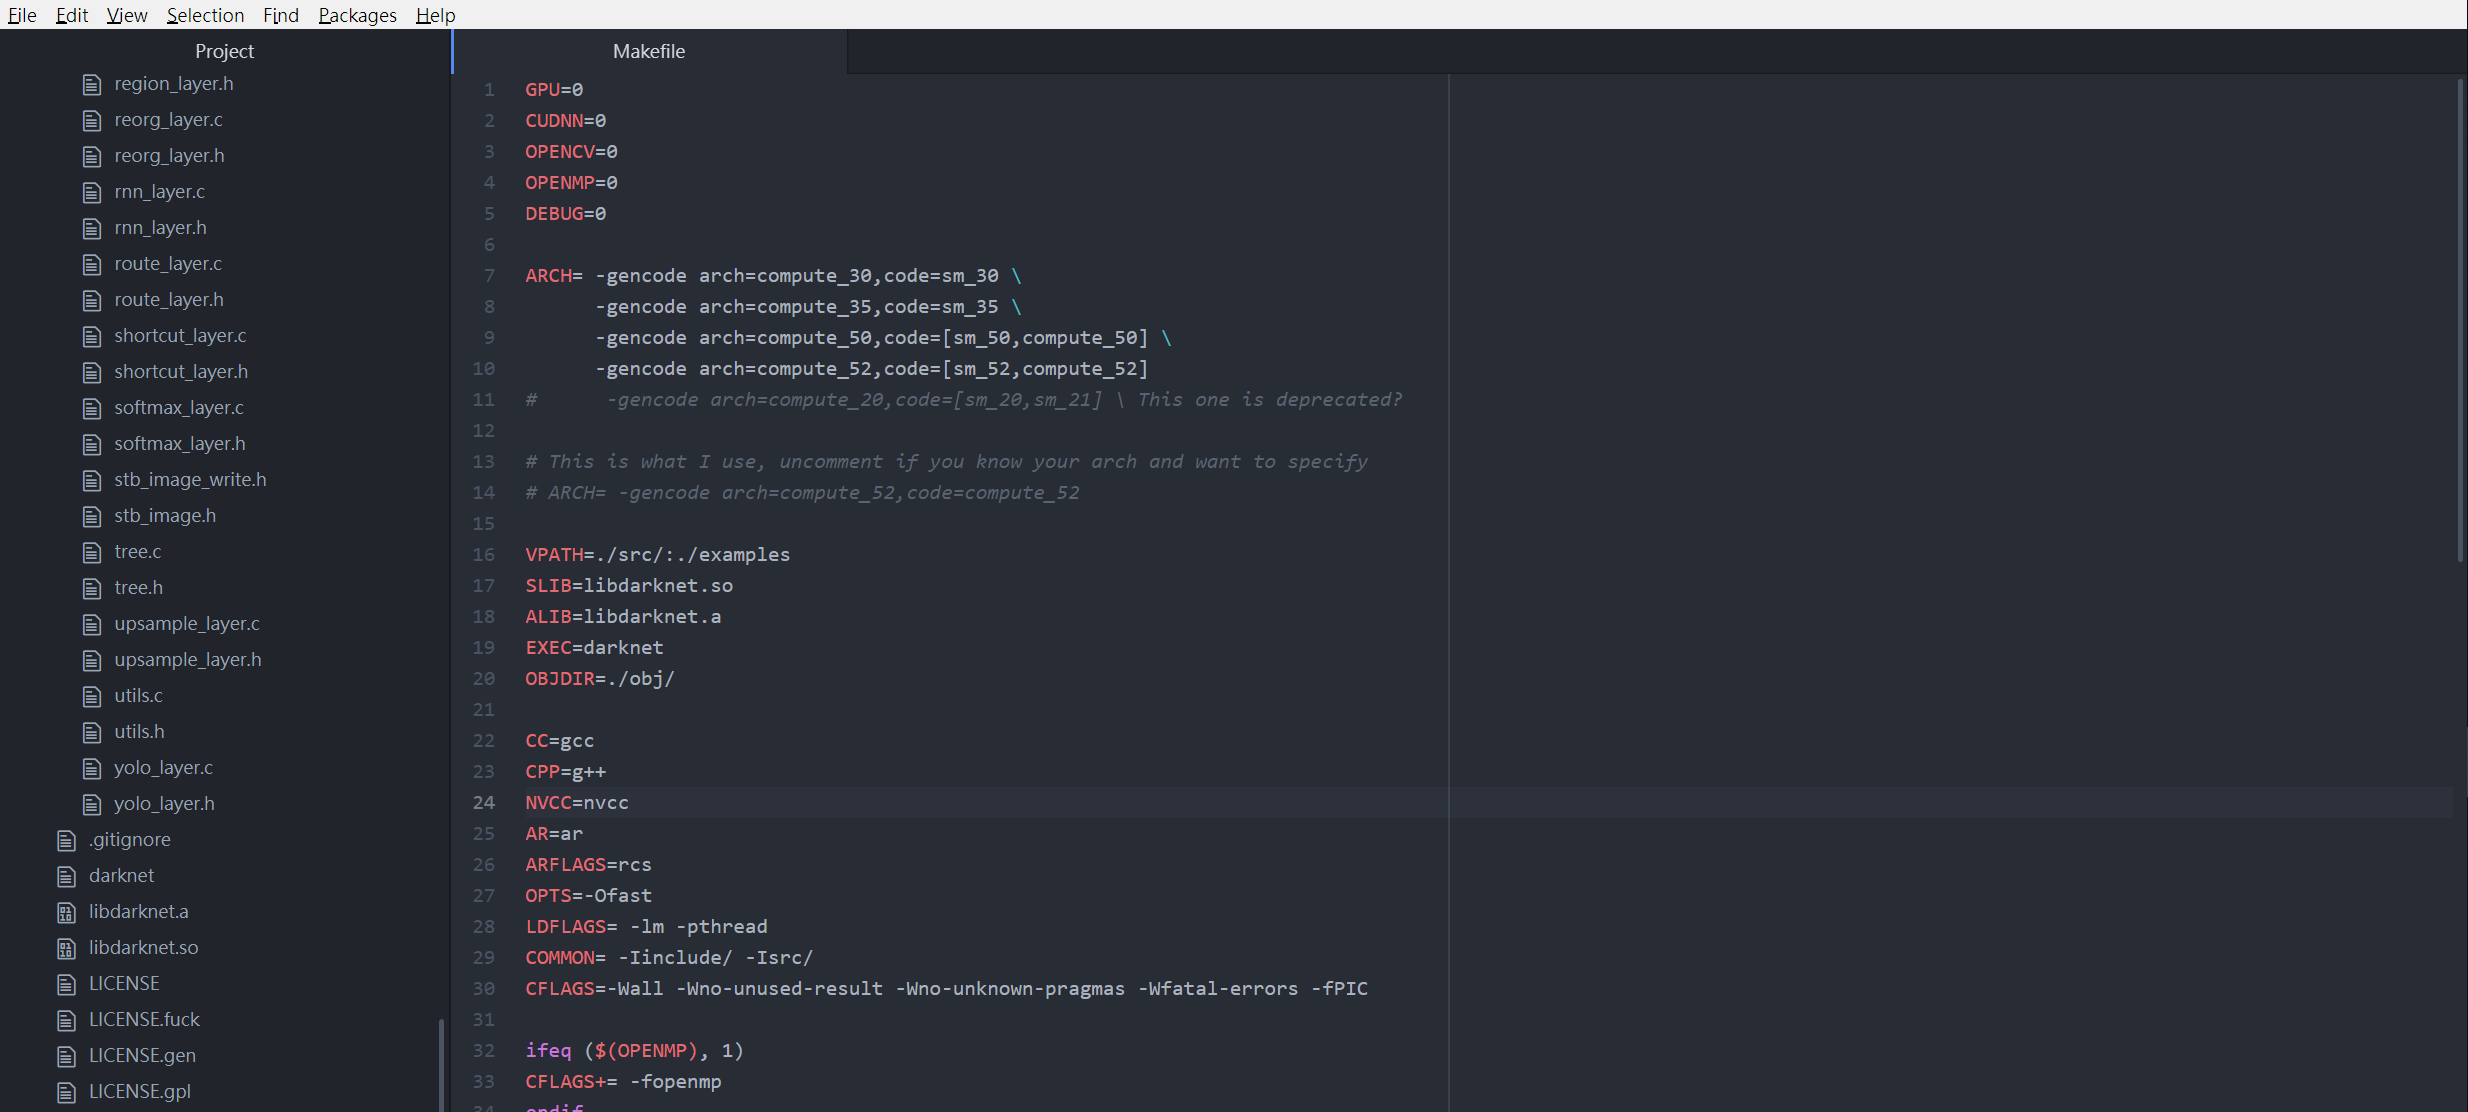 File Edit View Selection Find Packages Help
Project
region_layer.h
reorg_layer.c
reorg_layer.h
rnn_layer.c
rnn_layer.h
route_layer.c
route_layer.h
shortcut_layer.c
shortcut_layer.h
softmax_layer.c
softmax_layer.h
stb_image_write.h
stb_image.h
tree.c
tree.h
upsample_layer.c
upsample_layer.h
utils.c
utils.h
yolo_layer.c
yolo_layer.h
.gitignore
darknet
libdarknet.a
libdarknet.so
LICENSE
LICENSE.fuck
LICENSE.gen
LICENSE.gpl
Makefile
1 GPU=0
2 CUDNN=0
3 OPENCV=0
4 OPENMP=0
5 DEBUG=0
6
7 ARCH= -gencode arch=compute_30,code=sm_30 \
8 -gencode arch=compute_35,code=sm_35 \
9 -gencode arch=compute_50,code=[sm_50,compute_50] \
10 -gencode arch=compute_52,code=[sm_52,compute_52]
11 # -gencode arch=compute_20,code=[sm_20,sm_21] \ This one is deprecated?
12
13 # This is what I use, uncomment if you know your arch and want to specify
14 # ARCH= -gencode arch=compute_52,code=compute_52
15
16 VPATH=./src/:./examples
17 SLIB=libdarknet.so
18 ALIB=libdarknet.a
19 EXEC=darknet
20 OBJDIR=./obj/
21
22 CC=gcc
23 CPP=g++
24 NVCC=nvcc
25 AR=ar
26 ARFLAGS=rcs
27 OPTS=-Ofast
28 LDFLAGS= -lm -pthread
29 COMMON= -Iinclude/ -Isrc/
30 CFLAGS=-Wall -Wno-unused-result -Wno-unknown-pragmas -Wfatal-errors -fPIC
31
32 ifeq ($(OPENMP), 1)
33 CFLAGS+= -fopenmp
34 endif